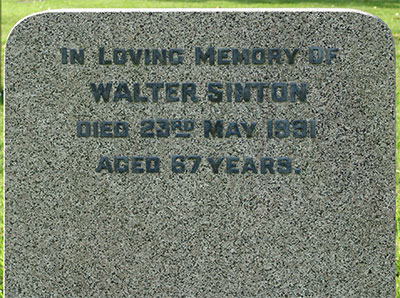 In Loving Memory of
WALTER SINTON
Died 23rd May 1931
Aged 67 Years.